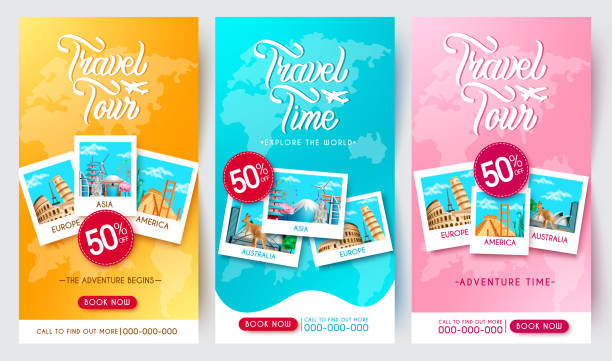 Travel
Tour
EUROPE
ASIA
AMERICA
50%
OFF
THE ADVENTURE BEGINS
BOOK NOW
CALL TO FIND OUT MORE 000-000-000
Travel
Time
EXPLORE THE WORLD
50%
OFF
AUSTRALIA
ASIA
EUROPE
BOOK NOW
CALL TO FIND OUT MORE
000-000-000
Travel
Tour
50%
OFF
EUROPE
AMERICA
AUSTRALIA
ADVENTURE TIME
CALL TO FIND OUT MORE
000-000-000
BOOK NOW